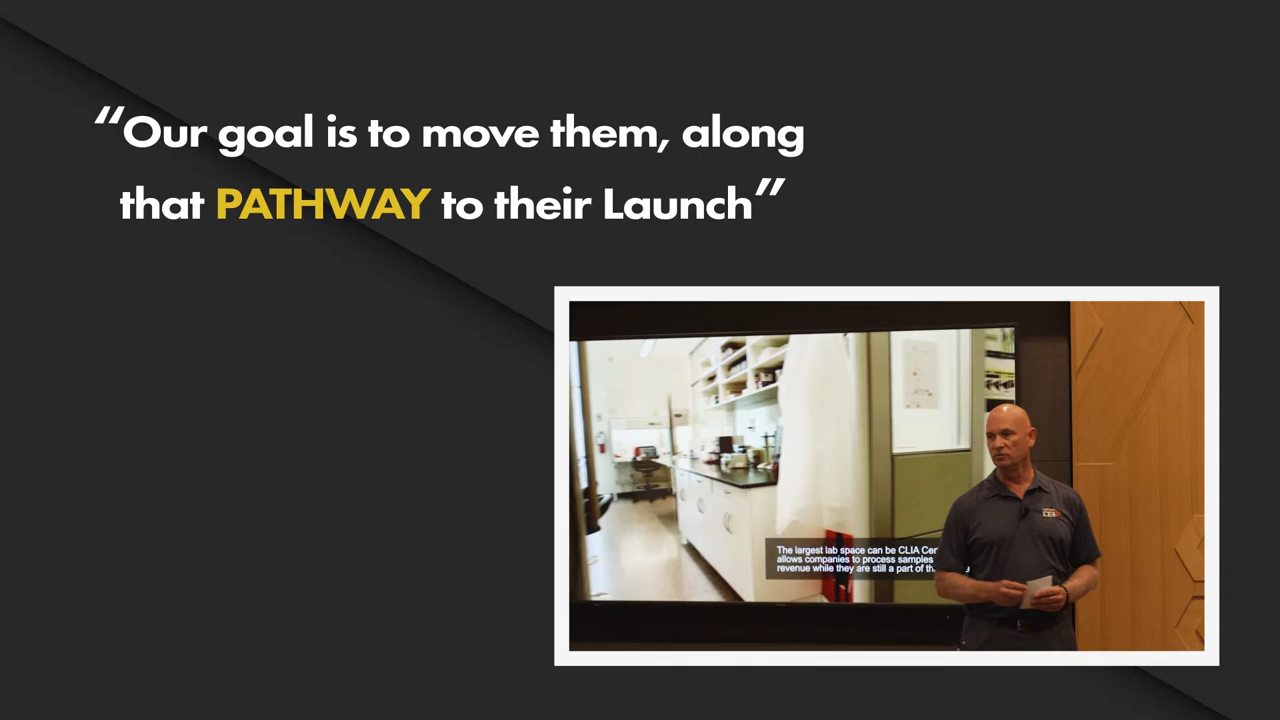 “Our goal is to move them, along
that PATHWAY to their Launch”
The largest lab space can be CLIA
allows companies to process samples
revenue while they are still a part of